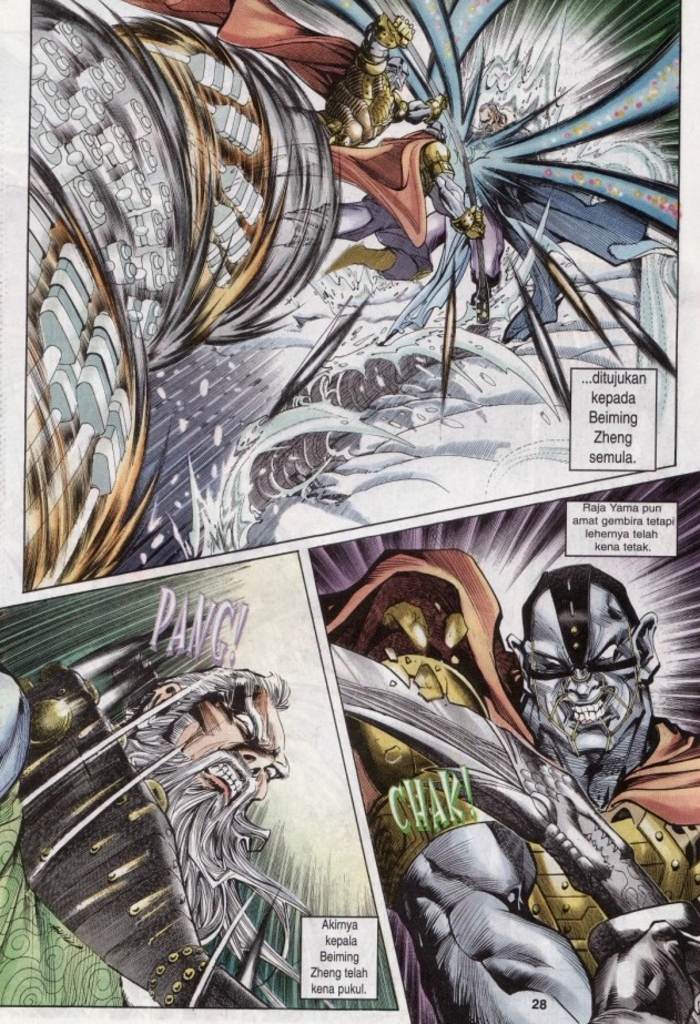 ...ditujukan
kepada
Beiming
Zheng
semula.
Raja Yama pun
amat gembira tetapi
lehernya telah
kena tetak.
PANG!
CHAK!
Akirnya
kepala
Beiming
Zheng telah
kena pukul.
28